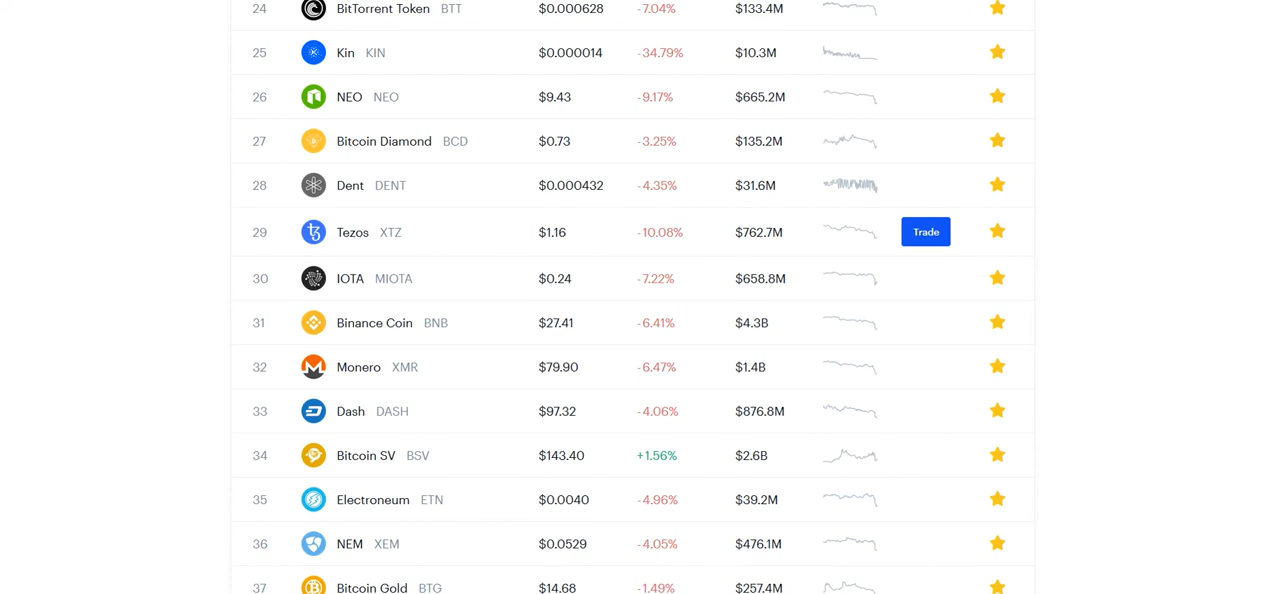 24 BitTorrent Token BTT $0.000628 -7.04% $133.4M
25 Kin KIN $0.000014 -34.79% $10.3M
26 NEO NEO $9.43 -9.17% $665.2M
27 Bitcoin Diamond BCD $0.73 -3.25% $135.2M
28 Dent DENT $0.000432 -4.35% $31.6M
29 Tezos XTZ $1.16 -10.08% $762.7M Trade
30 IOTA MIOTA $0.24 -7.22% $658.8M
31 Binance Coin BNB $27.41 -6.41% $4.3B
32 Monero XMR $79.90 -6.47% $1.4B
33 Dash DASH $97.32 -4.06% $876.8M
34 Bitcoin SV BSV $143.40 +1.56% $2.6B
35 Electroneum ETN $0.0040 -4.96% $39.2M
36 NEM XEM $0.0529 -4.05% $476.1M
37 Bitcoin Gold BTG $14.68 -1.49% $257.4M